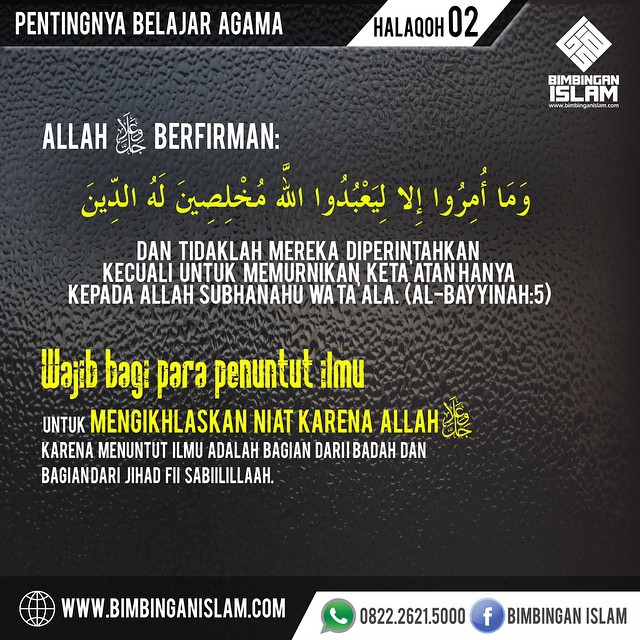 PENTINGNYA BELAJAR AGAMA
HALAQOH 02
BIMBINGAN
ISLAM
www.bimbinganislam.com
ALLAH جل وعلا BERFIRMAN:
وَمَا أُمِرُوا إِلا لِيَعْبُدُوا اللَّهَ مُخْلِصِينَ لَهُ الدِّينَ
DAN TIDAKLAH MEREKA DIPERINTAHKAN
KECUALI UNTUK MEMURNIKAN KETA'ATAN HANYA
KEPADA ALLAH SUBHANAHU WA TA'ALA. (AL-BAYYINAH:5)
Wajib bagi para penuntut ilmu
UNTUK MENGIKHLASKAN NIAT KARENA ALLAH جل وعلا
KARENA MENUNTUT ILMU ADALAH BAGIAN DARI IBADAH DAN
BAGIAN DARI JIHAD FII SABIILILLAAH.
WWW.BIMBINGANISLAM.COM
0822.2621.5000
BIMBINGAN ISLAM